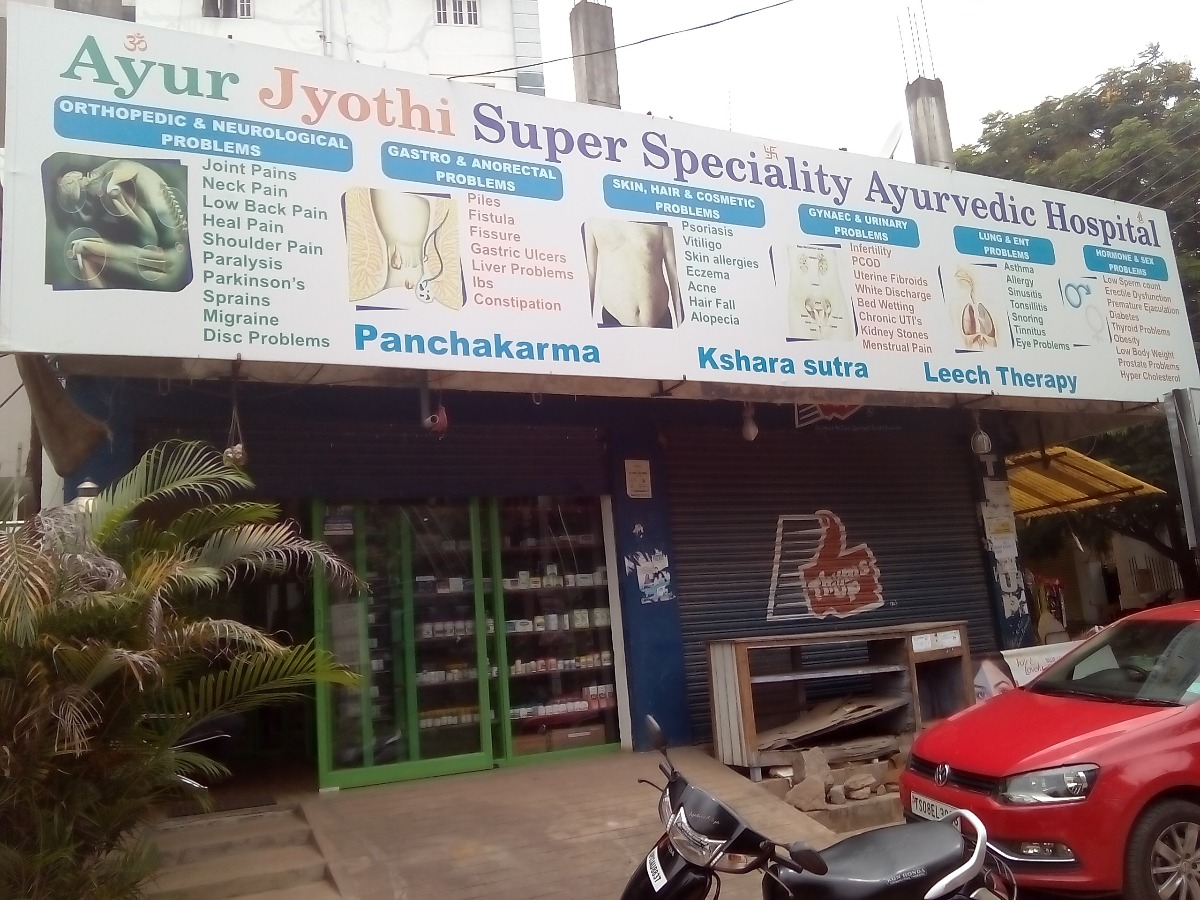 ॐ
Ayur Jyothi Super Speciality Ayurvedic Hospital
ORTHOPEDIC & NEUROLOGICAL
PROBLEMS
Joint Pains
Neck Pain
Low Back Pain
Heal Pain
Shoulder Pain
Paralysis
Parkinson's
Sprains
Migraine
Disc Problems
GASTRO & ANORECTAL
PROBLEMS
Piles
Fistula
Fissure
Gastric Ulcers
Liver Problems
Ibs
Constipation
SKIN, HAIR & COSMETIC
PROBLEMS
Psoriasis
Vitiligo
Skin allergies
Eczema
Acne
Hair Fall
Alopecia
GYNAEC & URINARY
PROBLEMS
Infertility
PCOD
Uterine Fibroids
White Discharge
Bed Wetting
Chronic UTI's
Kidney Stones
Menstrual Pain
LUNG & ENT
PROBLEMS
Asthma
Allergy
Sinusitis
Tonsillitis
Snoring
Tinnitus
Eye Problems
HORMONE & SEX
PROBLEMS
Low Sperm count
Erectile Dysfunction
Premature Ejaculation
Diabetes
Thyroid Problems
Obesity
Low Body Weight
Prostate Problems
Hyper Cholesterol
Panchakarma
Kshara sutra
Leech Therapy
Thums
Up
HONDA